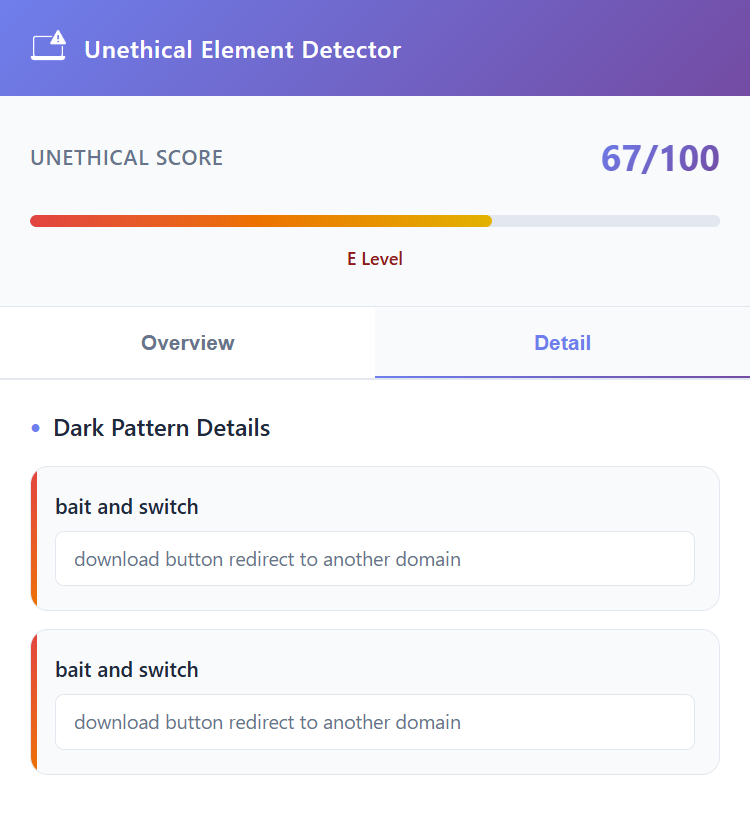 Unethical Element Detector
UNETHICAL SCORE
67/100
E Level
Overview
Detail
Dark Pattern Details
bait and switch
download button redirect to another domain
bait and switch
download button redirect to another domain